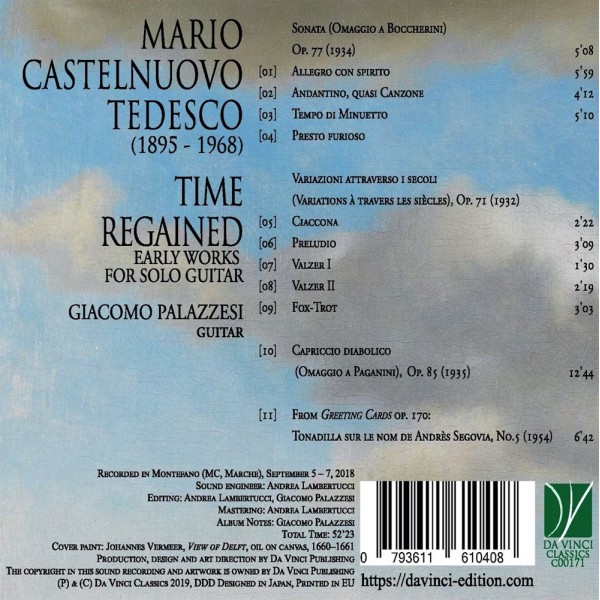 MARIO
CASTELNUOVO
TEDESCO
(1895 - 1968)
TIME
REGAINED
EARLY WORKS
FOR SOLO GUITAR
GIACOMO PALAZZESI
GUITAR
Sonata (Omaggio a Boccherini)
Op. 77 (1934) 5'08
[01] Allegro con spirito 5'59
[02] Andantino, quasi Canzone 4'12
[03] Tempo di Minuetto 5'10
[04] Presto furioso
Variazioni attraverso i secoli
(Variations à travers les siècles), Op. 71 (1932)
[05] Ciaccona 2'22
[06] Preludio 3'09
[07] Valzer I 1'30
[08] Valzer II 2'19
[09] Fox-Trot 3'03
[10] Capriccio diabolico
(Omaggio a Paganini), Op. 85 (1935) 12'44
[11] From Greeting Cards op. 170:
Tonadilla sur le nom de Andrès Segovia, No.5 (1954) 6'42
Recorded in Montefano (MC, Marche), September 5 – 7, 2018
Sound engineer: Andrea Lambertucci
Editing: Andrea Lambertucci, Giacomo Palazzesi
Mastering: Andrea Lambertucci
Album Notes: Giacomo Palazzesi
Total Time: 52'23
Cover paint: Johannes Vermeer, View of Delft, oil on canvas, 1660–1661
Production, design and art direction by Da Vinci Publishing
The copyright in this sound recording and artwork is owned by Da Vinci Publishing
(P) & (C) Da Vinci Classics 2019, DDD Designed in Japan, Printed in EU
0 793611 610408
https://davinci-edition.com/
DA VINCI
CLASSICS
C00171